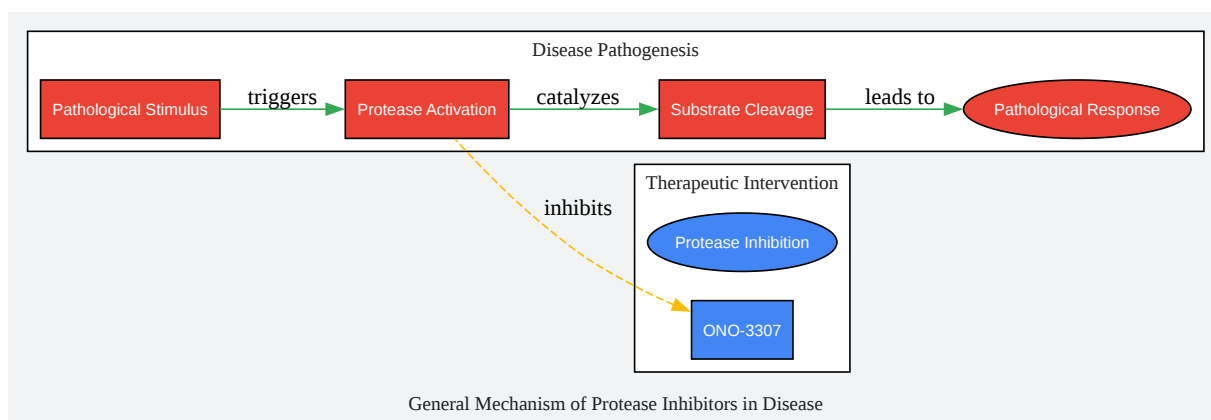 Disease Pathogenesis
Pathological Stimulus
triggers
Protease Activation
catalyzes
Substrate Cleavage
leads to
Pathological Response
inhibits
Therapeutic Intervention
Protease Inhibition
ONO-3307
General Mechanism of Protease Inhibitors in Disease